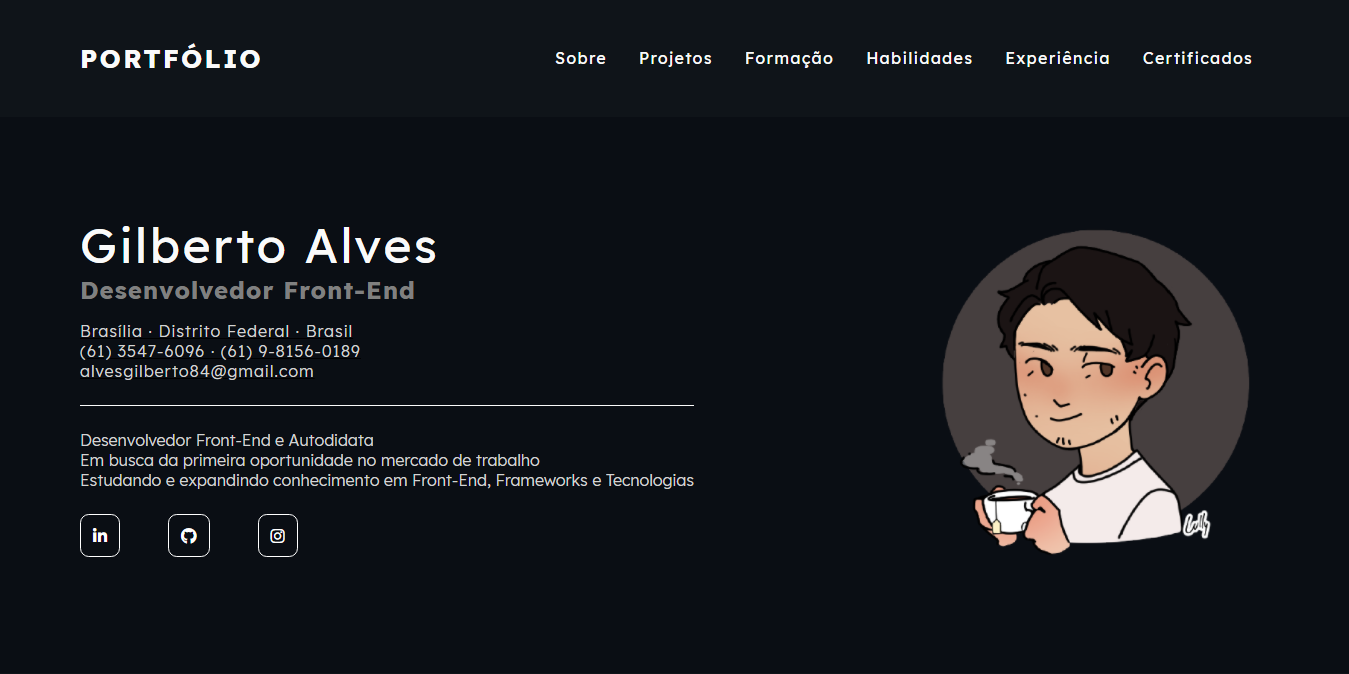 PORTFÓLIO
Sobre Projetos Formação Habilidades Experiência Certificados
Gilberto Alves
Desenvolvedor Front-End
Brasília · Distrito Federal · Brasil
(61) 3547-6096 · (61) 9-8156-0189
alvesgilberto84@gmail.com
Desenvolvedor Front-End e Autodidata
Em busca da primeira oportunidade no mercado de trabalho
Estudando e expandindo conhecimento em Front-End, Frameworks e Tecnologias
in